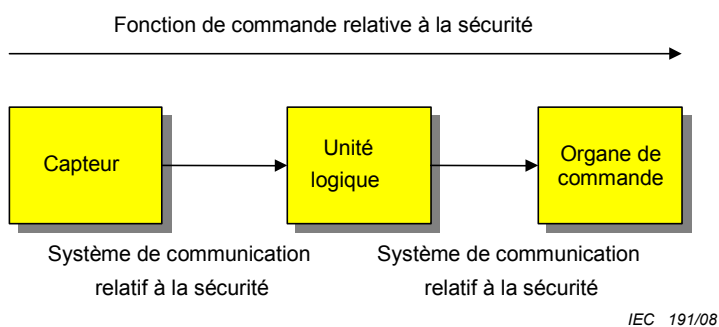 Fonction de commande relative à la sécurité
Capteur
Unité
logique
Organe de
commande
Système de communication
relatif à la sécurité
Système de communication
relatif à la sécurité
IEC 191/08